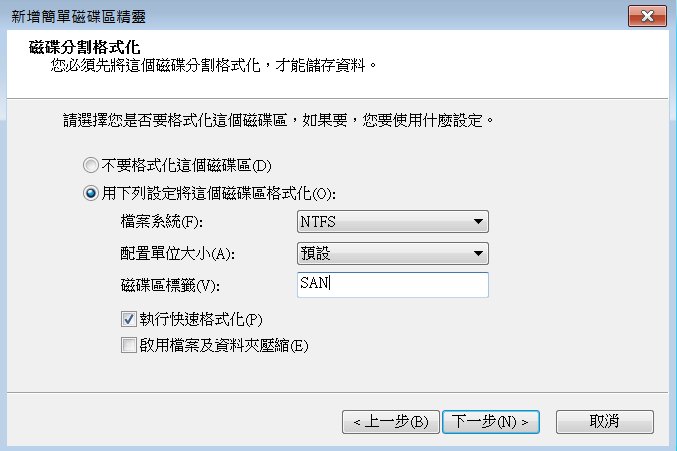 新增簡單磁碟區精靈
磁碟分割格式化
您必須先將這個磁碟分割格式化，才能儲存資料。
請選擇您是否要格式化這個磁碟區，如果要，您要使用什麼設定。
不要格式化這個磁碟區(D)
用下列設定將這個磁碟區格式化(O):
檔案系統(F): NTFS
配置單位大小(A): 預設
磁碟區標籤(V): SAN
執行快速格式化(P)
啟用檔案及資料夾壓縮(E)
< 上一步(B) 下一步(N) > 取消